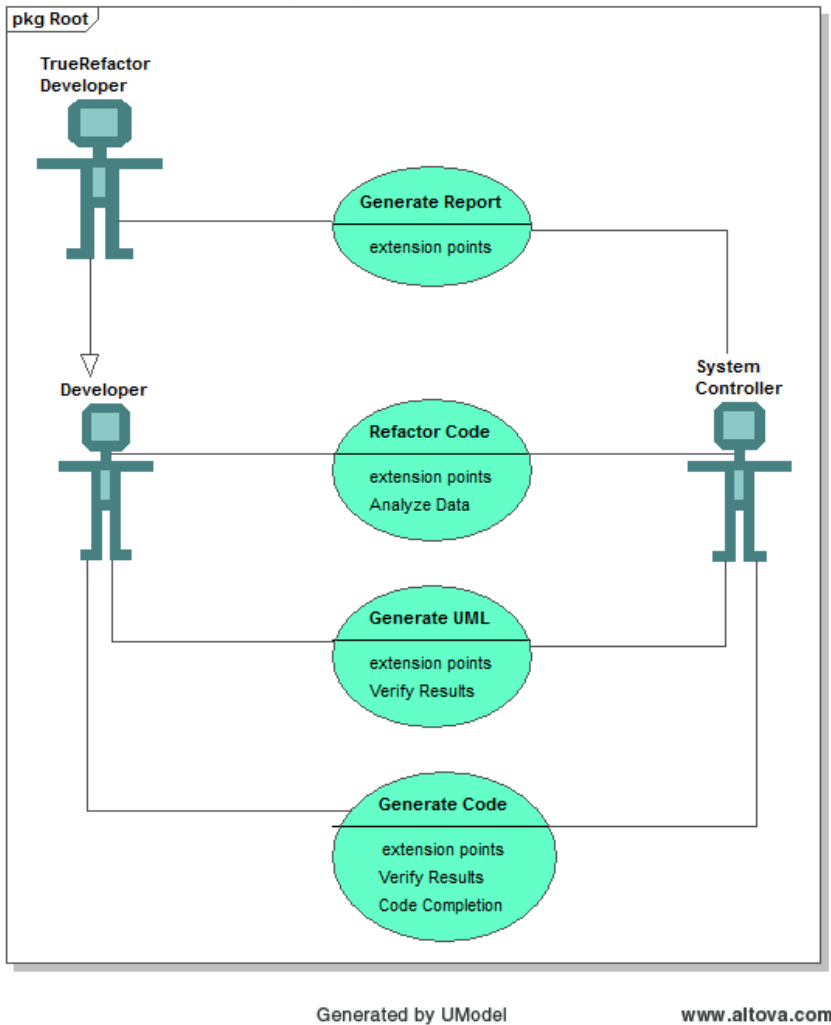 pkg Root
TrueRefactor
Developer
Generate Report
extension points
Developer
System
Controller
Refactor Code
extension points
Analyze Data
Generate UML
extension points
Verify Results
Generate Code
extension points
Verify Results
Code Completion
Generated by UModel
www.altova.com